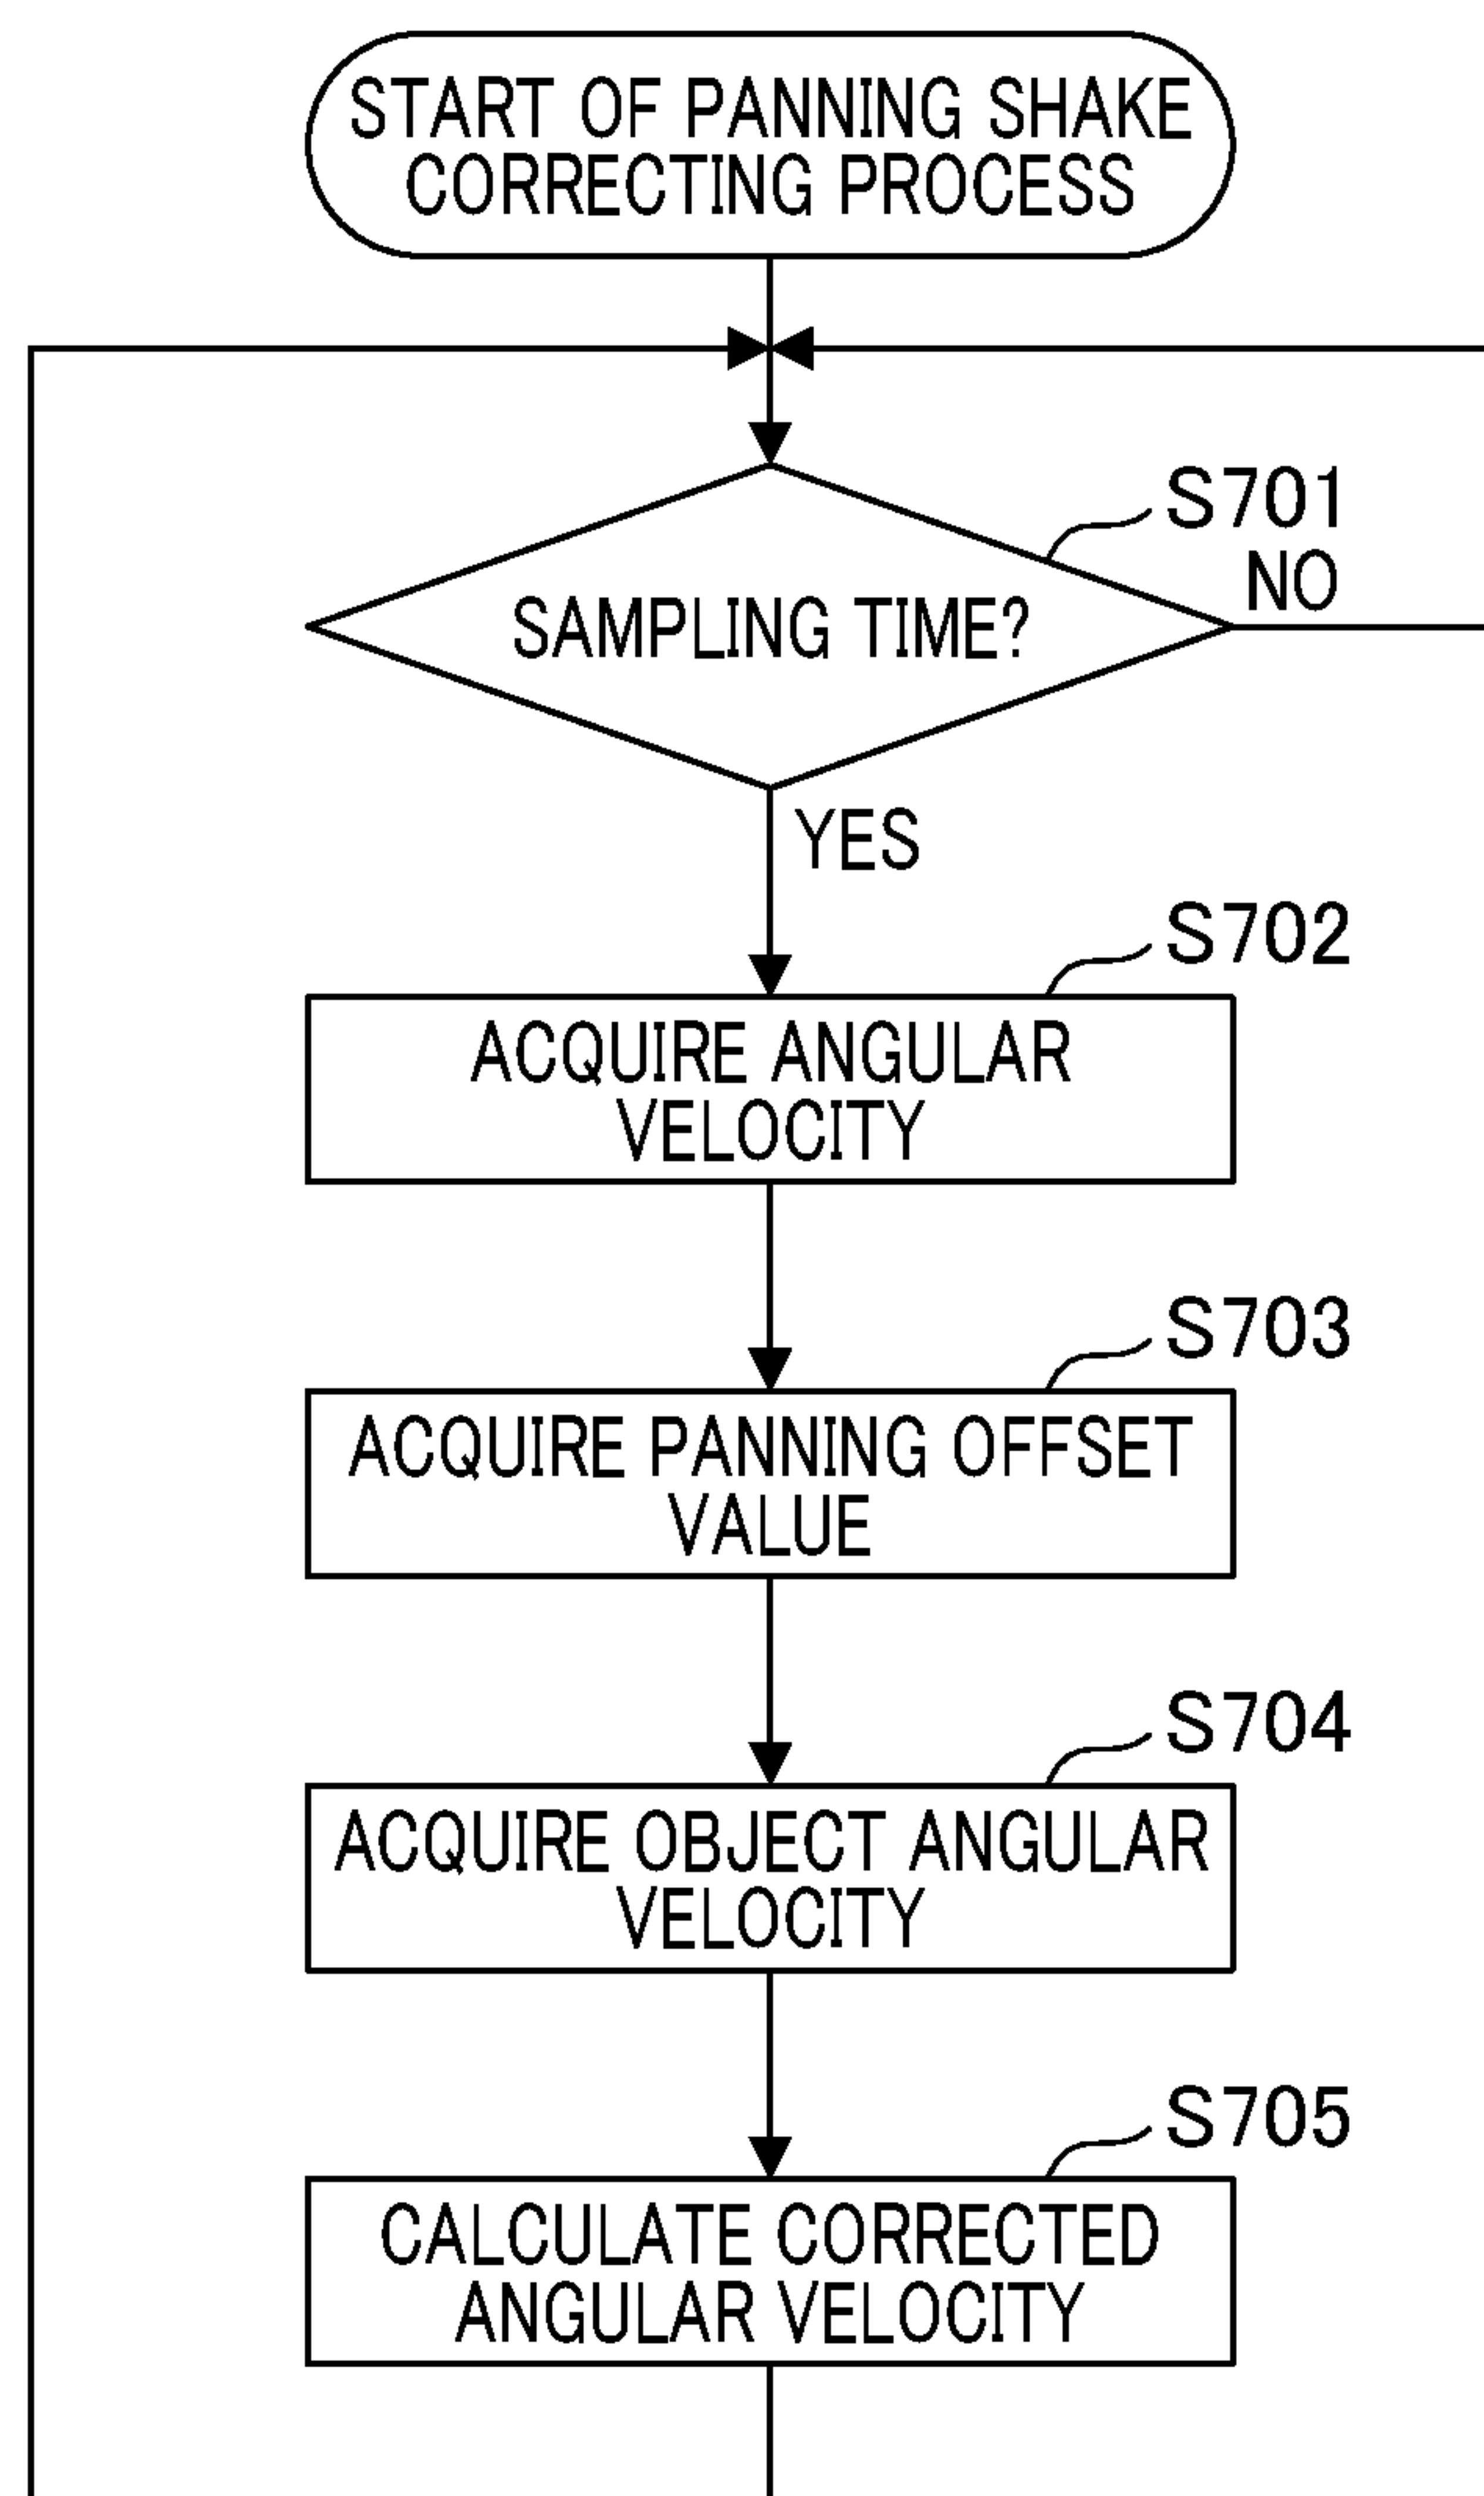 START OF PANNING SHAKE
CORRECTING PROCESS
S701
NO
SAMPLING TIME?
YES
S702
ACQUIRE ANGULAR
VELOCITY
S703
ACQUIRE PANNING OFFSET
VALUE
S704
ACQUIRE OBJECT ANGULAR
VELOCITY
S705
CALCULATE CORRECTED
ANGULAR VELOCITY